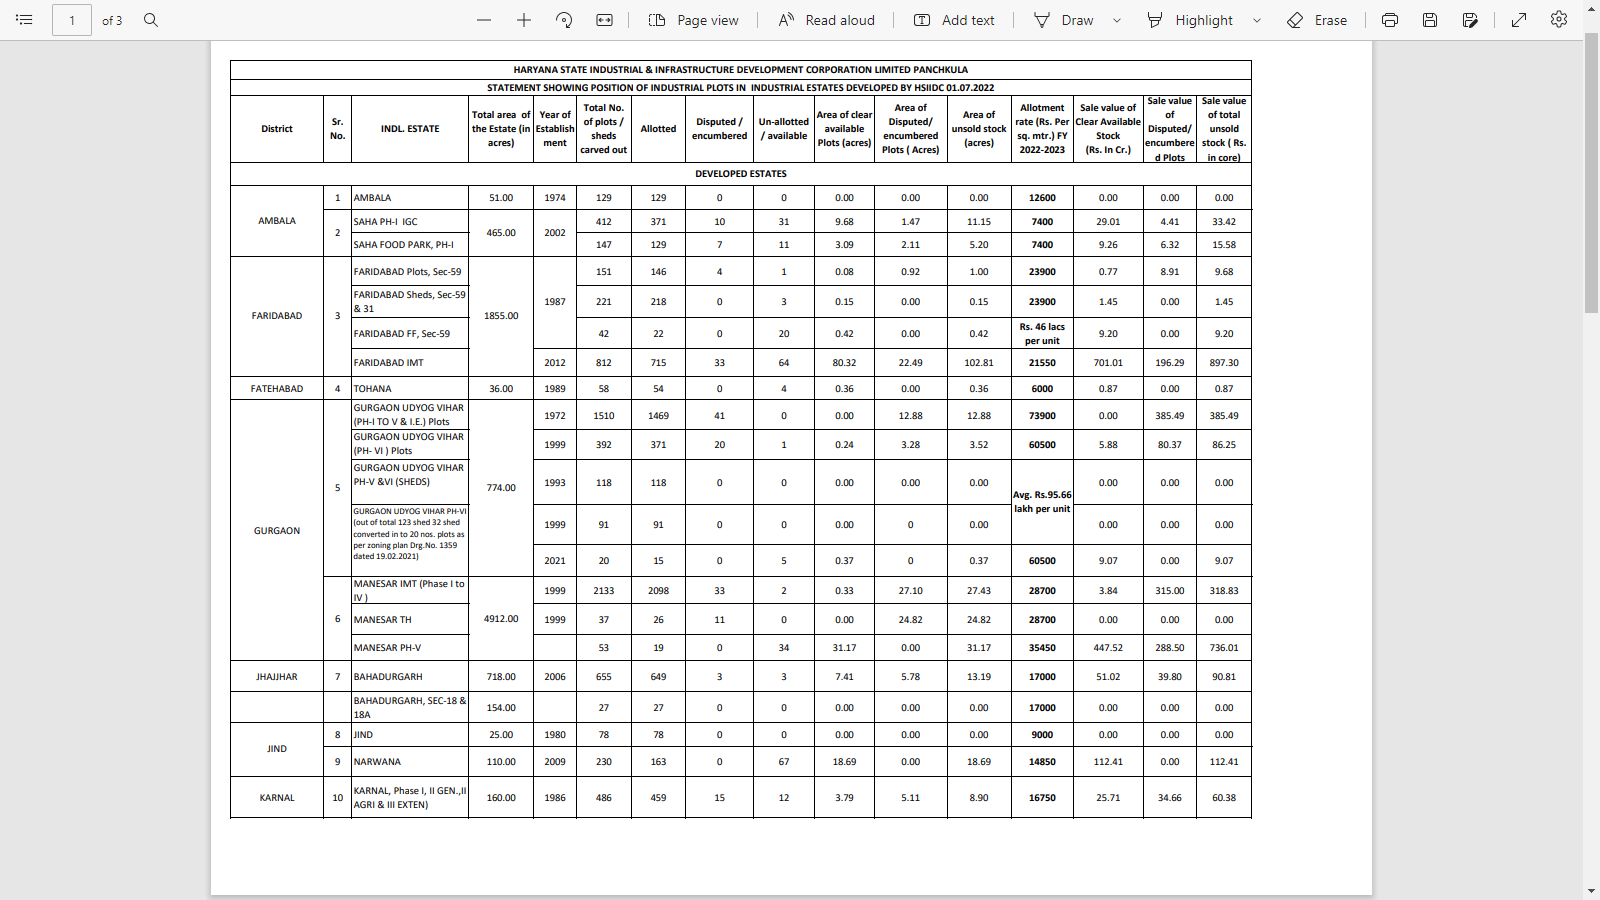 1 of 3 Page view Read aloud Add text Draw Highlight Erase
HARYANA STATE INDUSTRIAL & INFRASTRUCTURE DEVELOPMENT CORPORATION LIMITED PANCHKULA
STATEMENT SHOWING POSITION OF INDUSTRIAL PLOTS IN INDUSTRIAL ESTATES DEVELOPED BY HSIIDC 01.07.2022
District
Sr.
No.
INDL. ESTATE
Total area of
the Estate (in
acres)
Year of
Establish
ment
Total No.
of plots /
sheds
carved out
Allotted
Disputed /
encumbered
Un-allotted
/ available
Area of clear
available
Plots (acres)
Area of
Disputed/
encumbered
Plots ( Acres)
Area of
unsold stock
(acres)
Allotment
rate (Rs. Per
sq. mtr.) FY
2022-2023
Sale value of
Clear Available
Stock
(Rs. In Cr.)
Sale value
of
Disputed/
encumbere
d Plots
Sale value
of total
unsold
stock ( Rs.
in core)
DEVELOPED ESTATES
AMBALA
1 AMBALA 51.00 1974 129 129 0 0 0.00 0.00 0.00 12600 0.00 0.00 0.00
2 SAHA PH-I IGC 465.00 2002 412 371 10 31 9.68 1.47 11.15 7400 29.01 4.41 33.42
SAHA FOOD PARK, PH-I 147 129 7 11 3.09 2.11 5.20 7400 9.26 6.32 15.58
FARIDABAD 3 1855.00
FARIDABAD Plots, Sec-59 1987 151 146 4 1 0.08 0.92 1.00 23900 0.77 8.91 9.68
FARIDABAD Sheds, Sec-59
& 31 221 218 0 3 0.15 0.00 0.15 23900 1.45 0.00 1.45
FARIDABAD FF, Sec-59 42 22 0 20 0.42 0.00 0.42 Rs. 46 lacs
per unit 9.20 0.00 9.20
FARIDABAD IMT 2012 812 715 33 64 80.32 22.49 102.81 21550 701.01 196.29 897.30
FATEHABAD 4 TOHANA 36.00 1989 58 54 0 4 0.36 0.00 0.36 6000 0.87 0.00 0.87
GURGAON
5 774.00
GURGAON UDYOG VIHAR
(PH-I TO V & I.E.) Plots 1972 1510 1469 41 0 0.00 12.88 12.88 73900 0.00 385.49 385.49
GURGAON UDYOG VIHAR
(PH- VI ) Plots 1999 392 371 20 1 0.24 3.28 3.52 60500 5.88 80.37 86.25
GURGAON UDYOG VIHAR
PH-V &VI (SHEDS) 1993 118 118 0 0 0.00 0.00 0.00 Avg. Rs.95.66
lakh per unit 0.00 0.00 0.00
GURGAON UDYOG VIHAR PH-VI
(out of total 123 shed 32 shed
converted in to 20 nos. plots as
per zoning plan Drg.No. 1359
dated 19.02.2021)
1999 91 91 0 0 0.00 0 0.00 0.00 0.00 0.00
2021 20 15 0 5 0.37 0 0.37 60500 9.07 0.00 9.07
6 4912.00
MANESAR IMT (Phase I to
IV ) 1999 2133 2098 33 2 0.33 27.10 27.43 28700 3.84 315.00 318.83
MANESAR TH 1999 37 26 11 0 0.00 24.82 24.82 28700 0.00 0.00 0.00
MANESAR PH-V 53 19 0 34 31.17 0.00 31.17 35450 447.52 288.50 736.01
JHAJJHAR 7 BAHADURGARH 718.00 2006 655 649 3 3 7.41 5.78 13.19 17000 51.02 39.80 90.81
BAHADURGARH, SEC-18 &
18A 154.00 27 27 0 0 0.00 0.00 0.00 17000 0.00 0.00 0.00
JIND
8 JIND 25.00 1980 78 78 0 0 0.00 0.00 0.00 9000 0.00 0.00 0.00
9 NARWANA 110.00 2009 230 163 0 67 18.69 0.00 18.69 14850 112.41 0.00 112.41
KARNAL 10 KARNAL, Phase I, II GEN.,II
AGRI & III EXTEN) 160.00 1986 486 459 15 12 3.79 5.11 8.90 16750 25.71 34.66 60.38